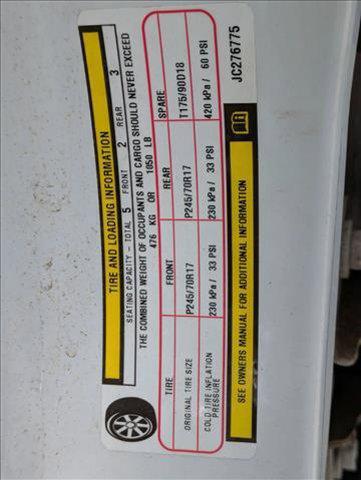 TIRE AND LOADING INFORMATION
SEATING CAPACITY - TOTAL 5 FRONT 2 REAR 3
THE COMBINED WEIGHT OF OCCUPANTS AND CARGO SHOULD NEVER EXCEED
476 KG OR 1050 LB
TIRE FRONT REAR SPARE
ORIGINAL TIRE SIZE P245/70R17 P245/70R17 T175/90D18
COLD TIRE INFLATION PRESSURE 230 kPa / 33 PSI 230 kPa / 33 PSI 420 kPa / 60 PSI
SEE OWNERS MANUAL FOR ADDITIONAL INFORMATION
JC276775